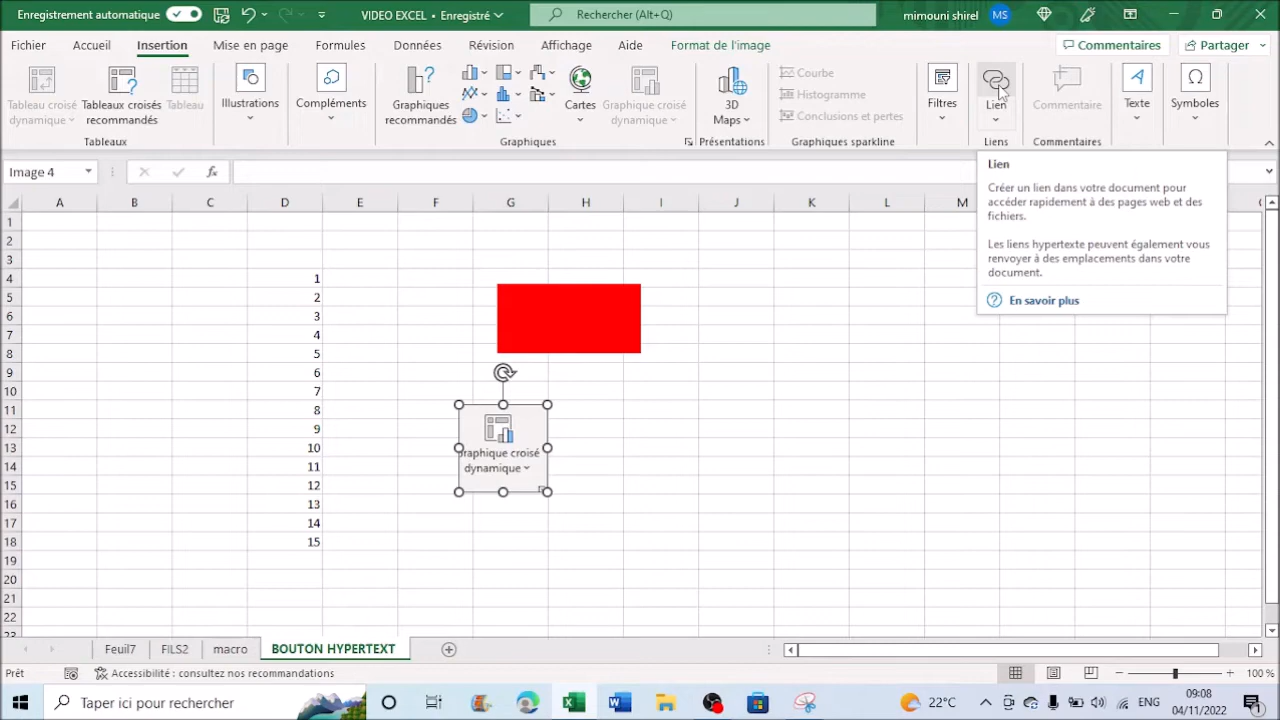 Enregistrement automatique
VIDEO EXCEL • Enregistré
Rechercher (Alt+Q)
mimouni shirel
MS
Fichier Accueil Insertion Mise en page Formules Données Révision Affichage Aide Format de l'image
Commentaires
Partager
Tableau croisé dynamique
Tableaux croisés recommandés
Tableau
Illustrations
Compléments
Graphiques recommandés
Cartes
Graphique croisé dynamique
3D Maps
Courbe
Histogramme
Conclusions et pertes
Filtres
Lien
Commentaire
Texte
Symboles
Tableaux
Graphiques
Présentations
Graphiques sparkline
Liens
Commentaires
Image 4
fx
Lien
Créer un lien dans votre document pour
accéder rapidement à des pages web et des
fichiers.
Les liens hypertexte peuvent également vous
renvoyer à des emplacements dans votre
document.
En savoir plus
A B C D E F G H I J K L M
1
2
3
4 1
5 2
6 3
7 4
8 5
9 6
10 7
11 8
12 9
13 10
14 11
15 12
16 13
17 14
18 15
19
20
21
22
23
raphique croisé
dynamique
Feuil7 FILS2 macro BOUTON HYPERTEXT
Prêt
Accessibilité : consultez nos recommandations
100 %
Taper ici pour rechercher
22°C
ENG
09:08
04/11/2022